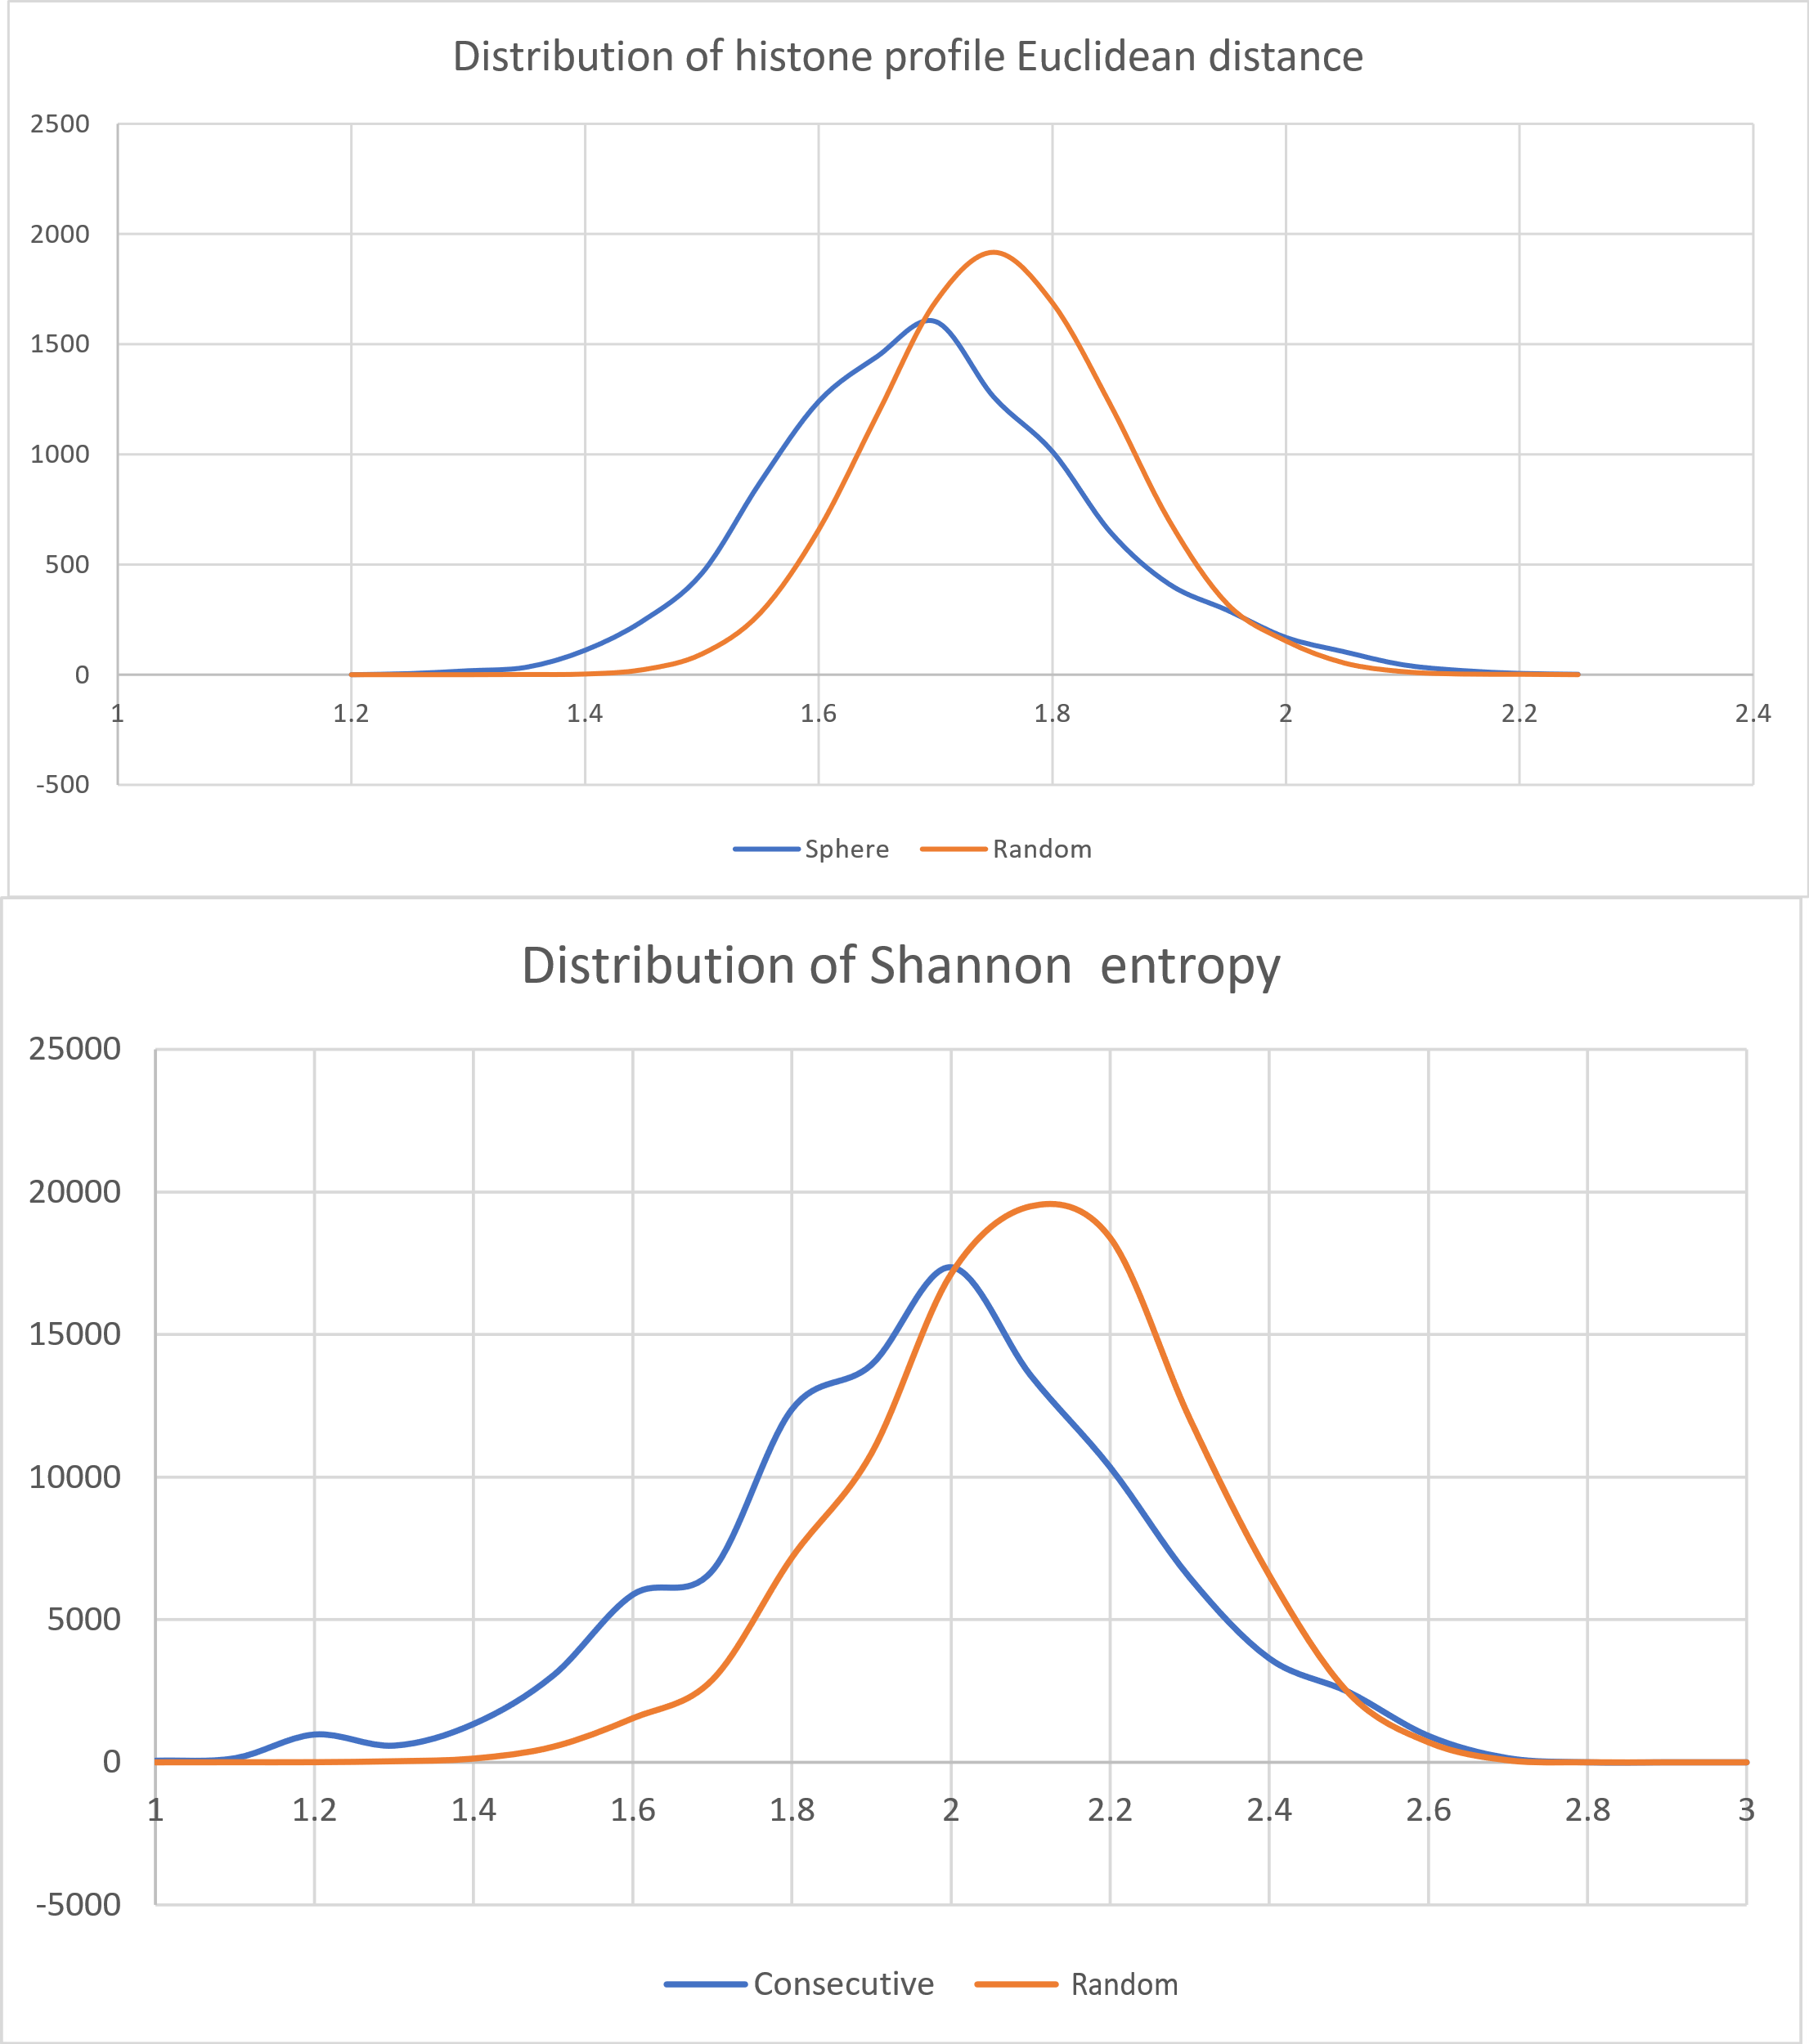 Distribution of histone profile Euclidean distance
2500
2000
1500
1000
500
0
1 1.2 1.4 1.6 1.8 2 2.2 2.4
-500
Sphere Random
Distribution of Shannon  entropy
25000
20000
15000
10000
5000
0
1 1.2 1.4 1.6 1.8 2 2.2 2.4 2.6 2.8 3
-5000
Consecutive Random